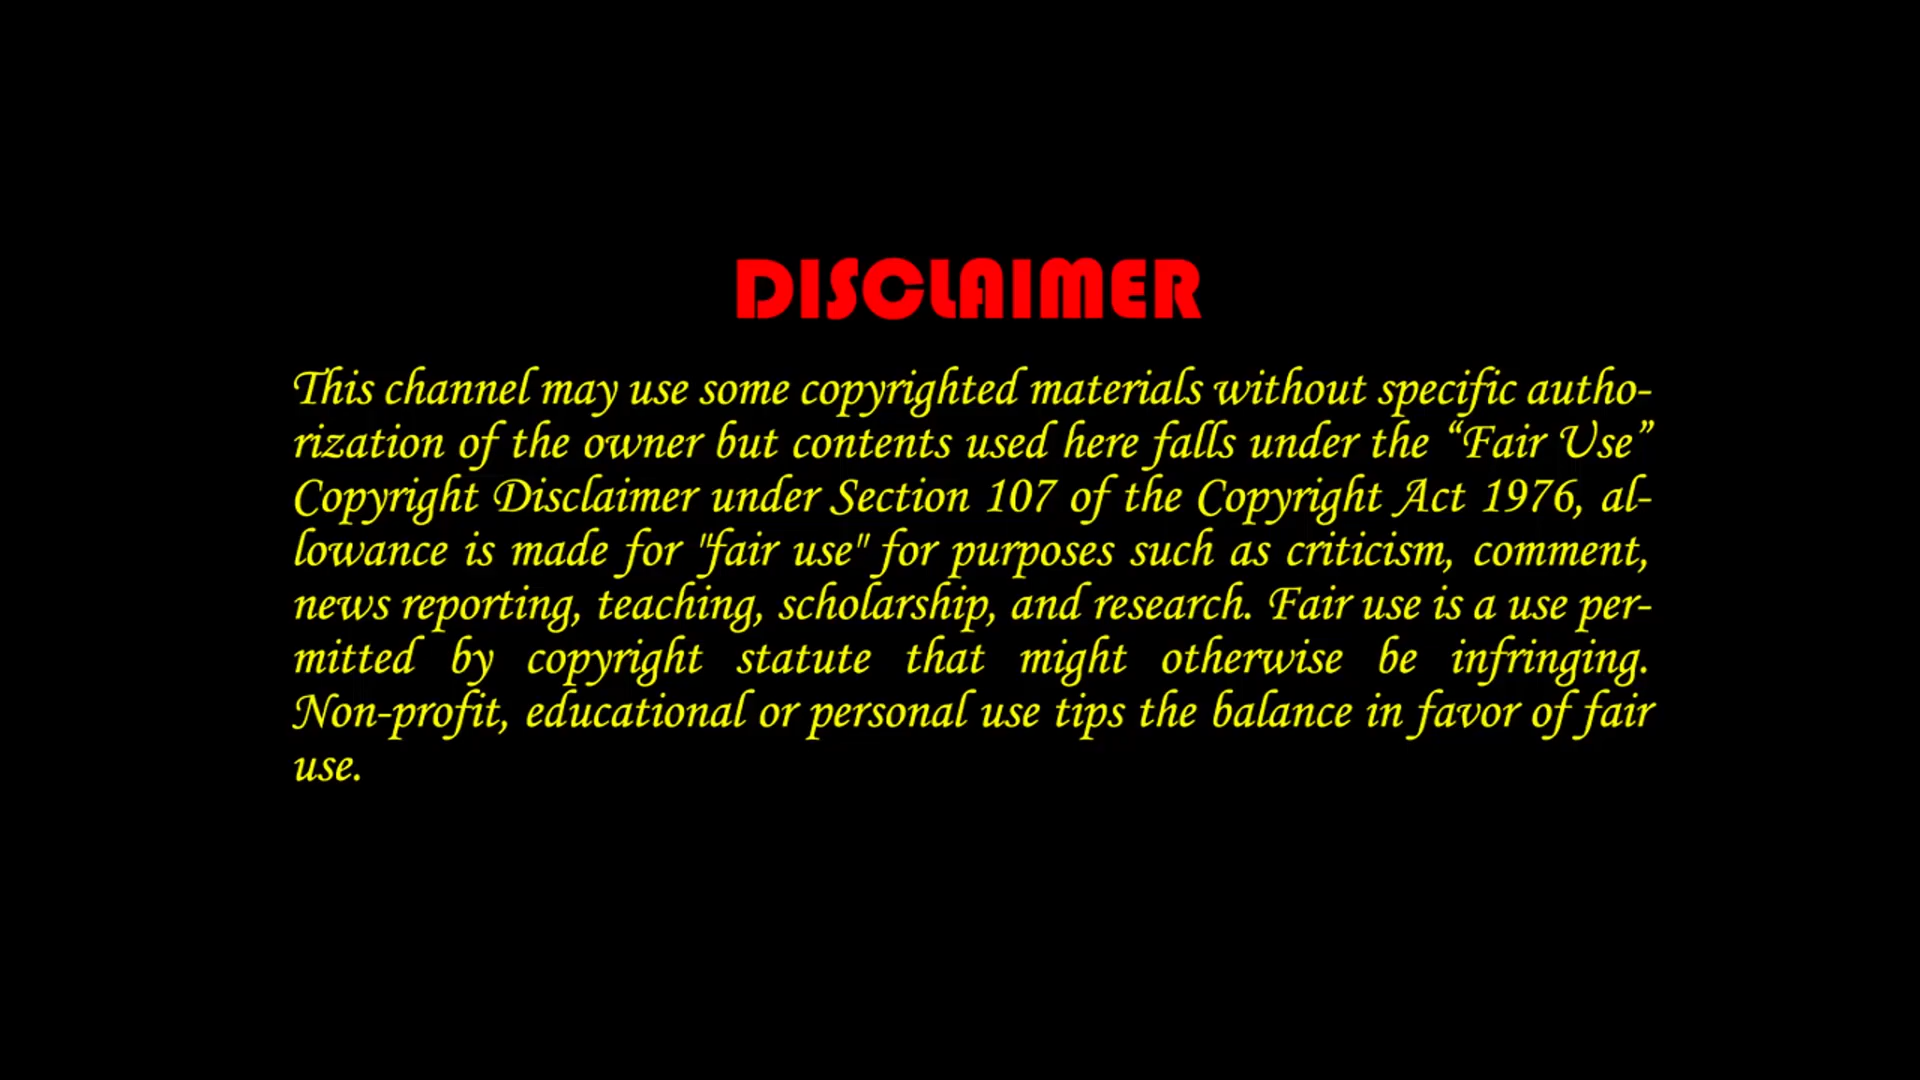 DISCLAIMER
This channel may use some copyrighted materials without specific autho-
rization of the owner but contents used here falls under the “Fair Use”
Copyright Disclaimer under Section 107 of the Copyright Act 1976, al-
lowance is made for "fair use" for purposes such as criticism, comment,
news reporting, teaching, scholarship, and research. Fair use is a use per-
mitted by copyright statute that might otherwise be infringing.
Non-profit, educational or personal use tips the balance in favor of fair
use.